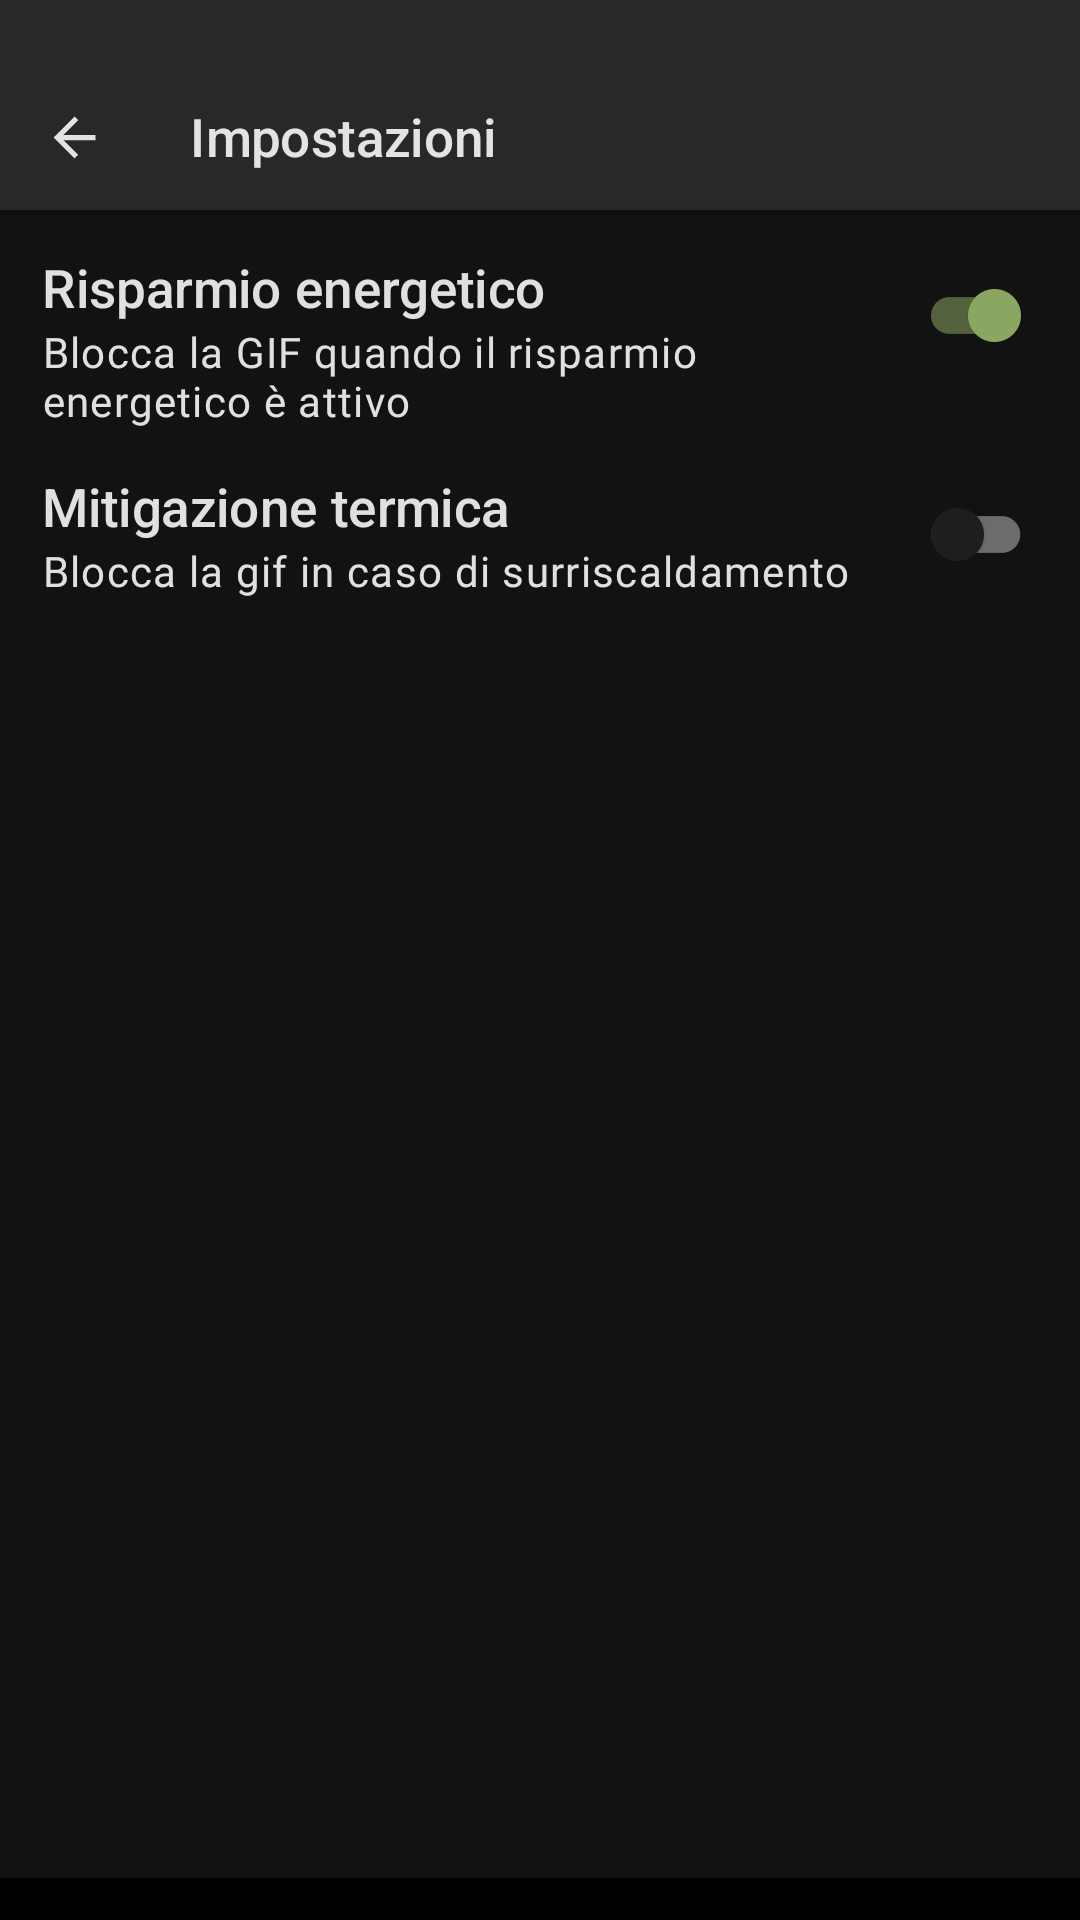 Impostazioni
Risparmio energetico
Blocca la GIF quando il risparmio
energetico è attivo
Mitigazione termica
Blocca la gif in caso di surriscaldamento